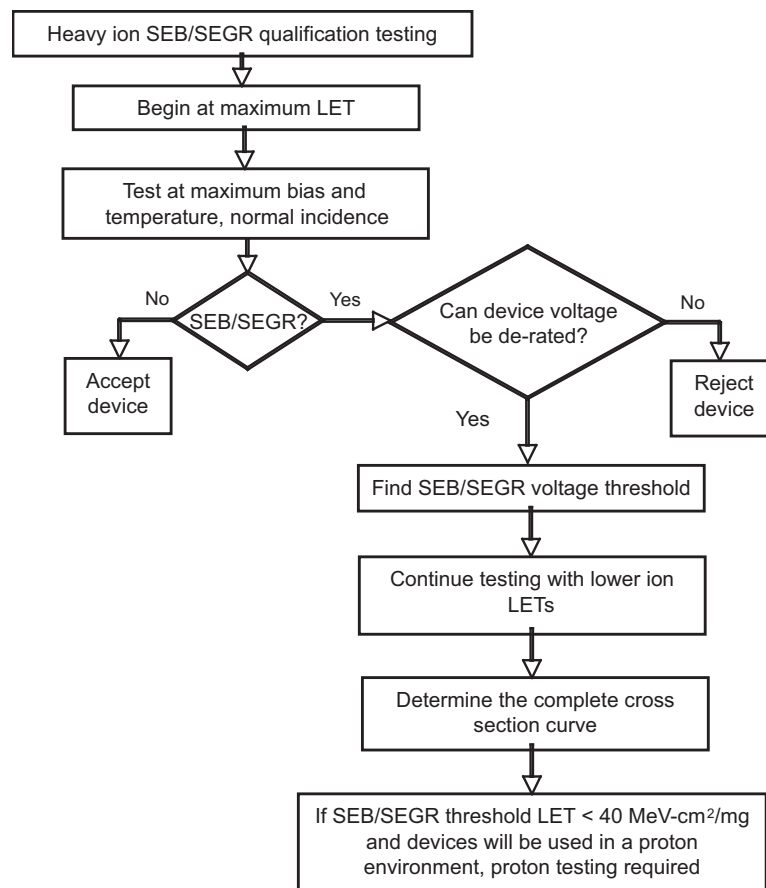 Heavy ion SEB/SEGR qualification testing
Begin at maximum LET
Test at maximum bias and
temperature, normal incidence
No
SEB/SEGR?
Yes
Can device voltage
be de-rated?
No
Accept
device
Reject
device
Yes
Find SEB/SEGR voltage threshold
Continue testing with lower ion
LETs
Determine the complete cross
section curve
If SEB/SEGR threshold LET < 40 MeV-cm²/mg
and devices will be used in a proton
environment, proton testing required